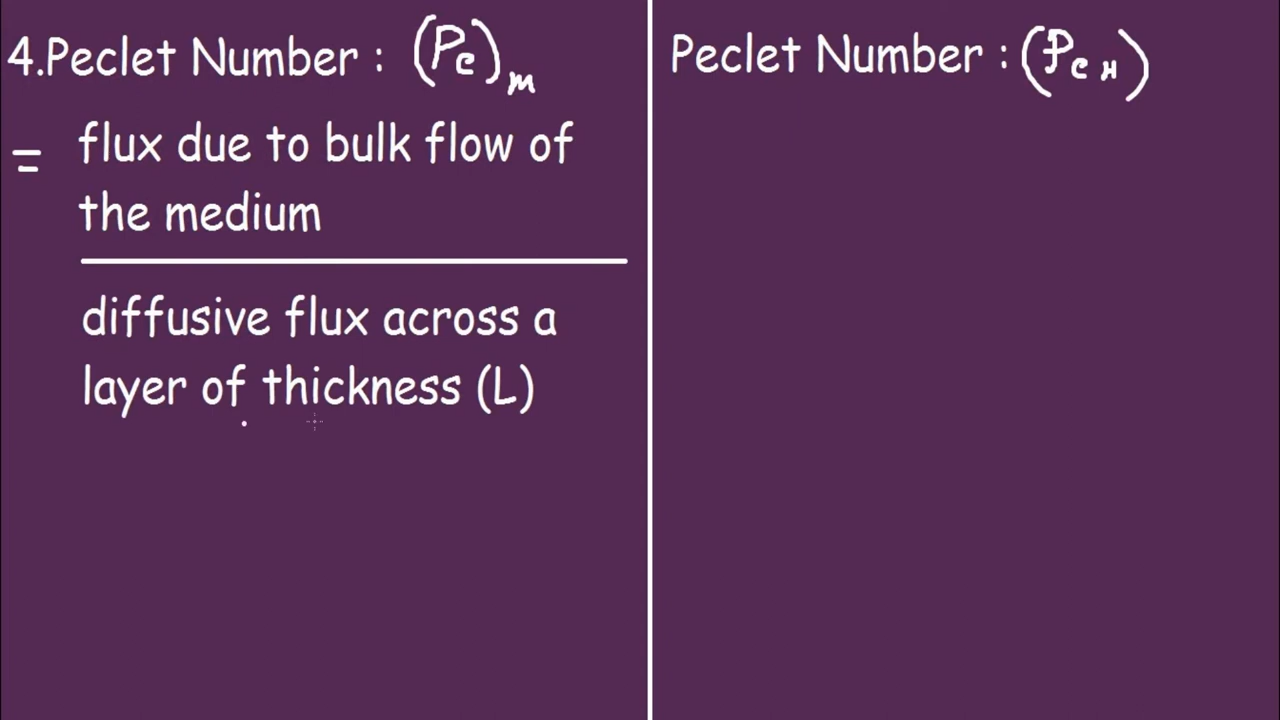 4.Peclet Number : (Pe)m
= flux due to bulk flow of
the medium
diffusive flux across a
layer of thickness (L)
Peclet Number : (PeH)